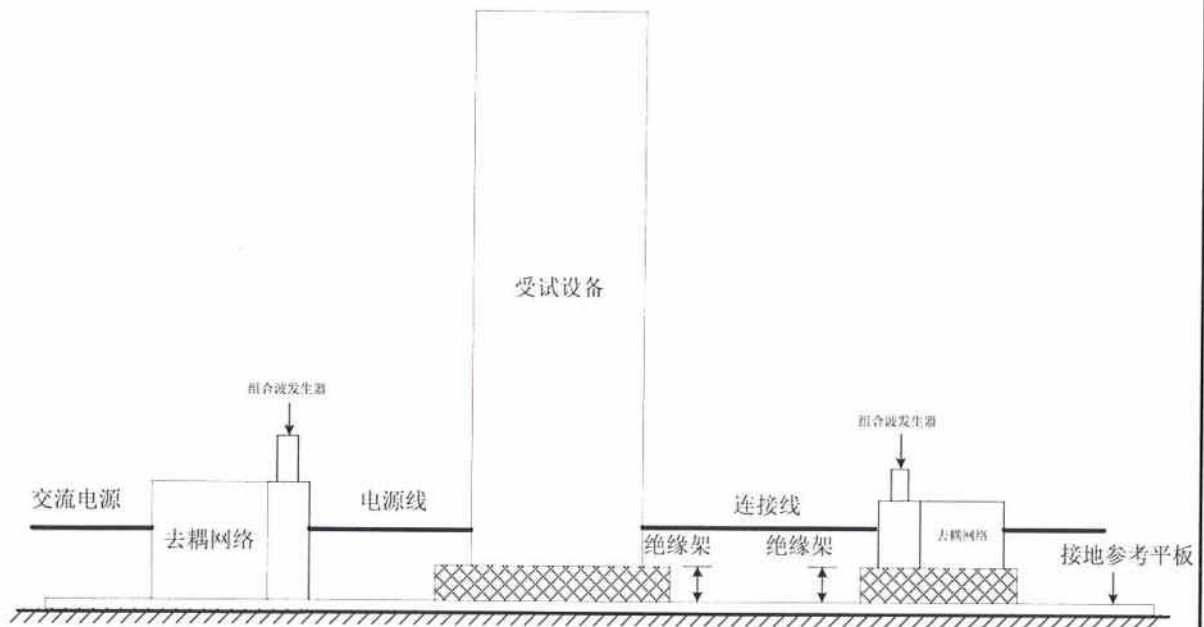 受试设备
组合波发生器
组合波发生器
交流电源
电源线
连接线
去耦网络
去耦网络
绝缘架
绝缘架
接地参考平板